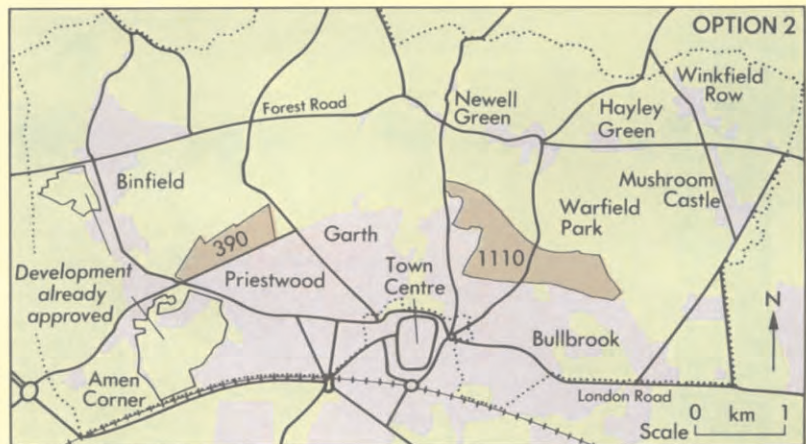 OPTION 2
Winkfield
Row
Newell
Green
Forest Road
Hayley
Green
Binfield
Mushroom
Castle
Warfield
Park
390
Garth
1110
Development
already
approved
Priestwood
Town
Centre
N
Bullbrook
Amen
Corner
London Road
0 km 1
Scale